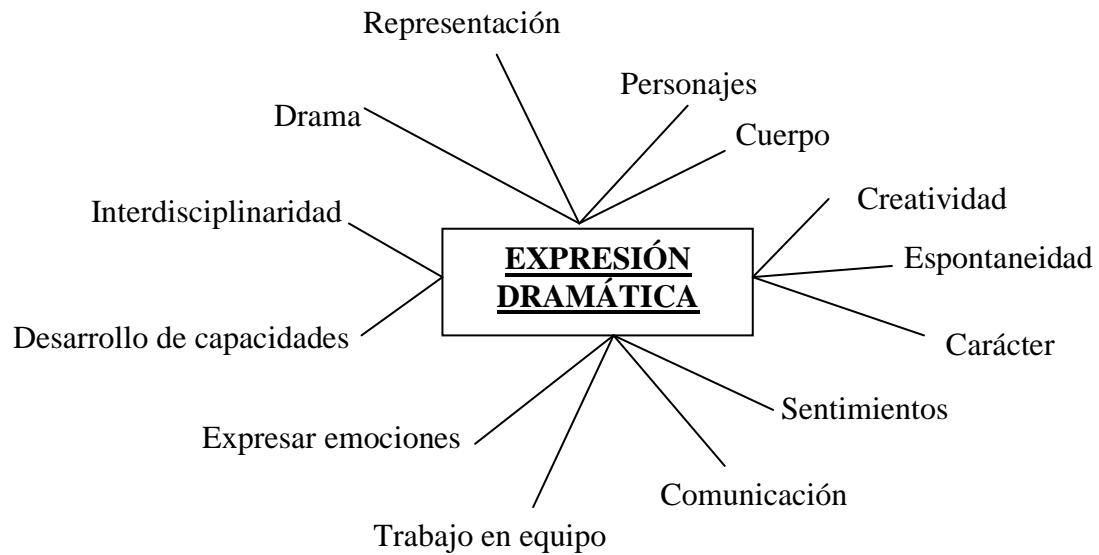 Representación
Personajes
Drama
Cuerpo
Creatividad
Interdisciplinaridad
EXPRESIÓN
DRAMÁTICA
Espontaneidad
Desarrollo de capacidades
Carácter
Sentimientos
Expresar emociones
Comunicación
Trabajo en equipo